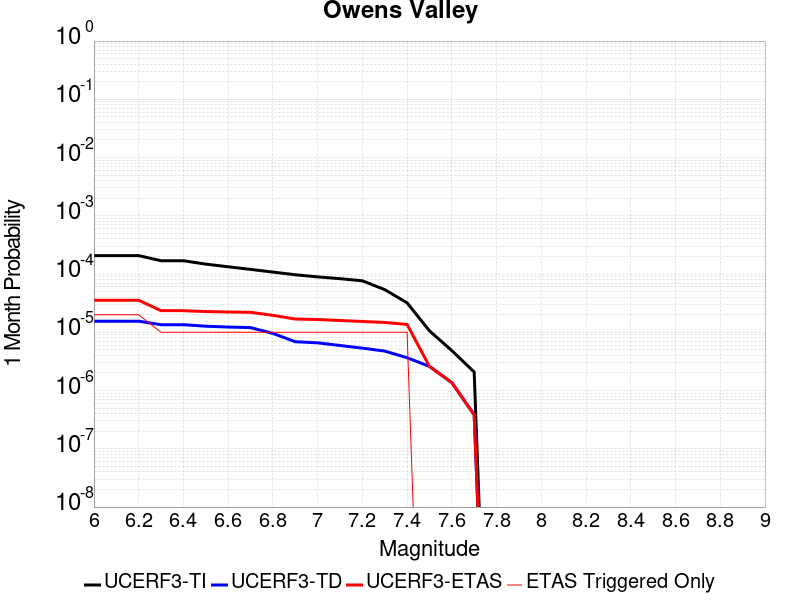 Owens Valley
1 Month Probability
10^0
10^-1
10^-2
10^-3
10^-4
10^-5
10^-6
10^-7
10^-8
6 6.2 6.4 6.6 6.8 7 7.2 7.4 7.6 7.8 8 8.2 8.4 8.6 8.8 9
Magnitude
UCERF3-TI UCERF3-TD UCERF3-ETAS ETAS Triggered Only